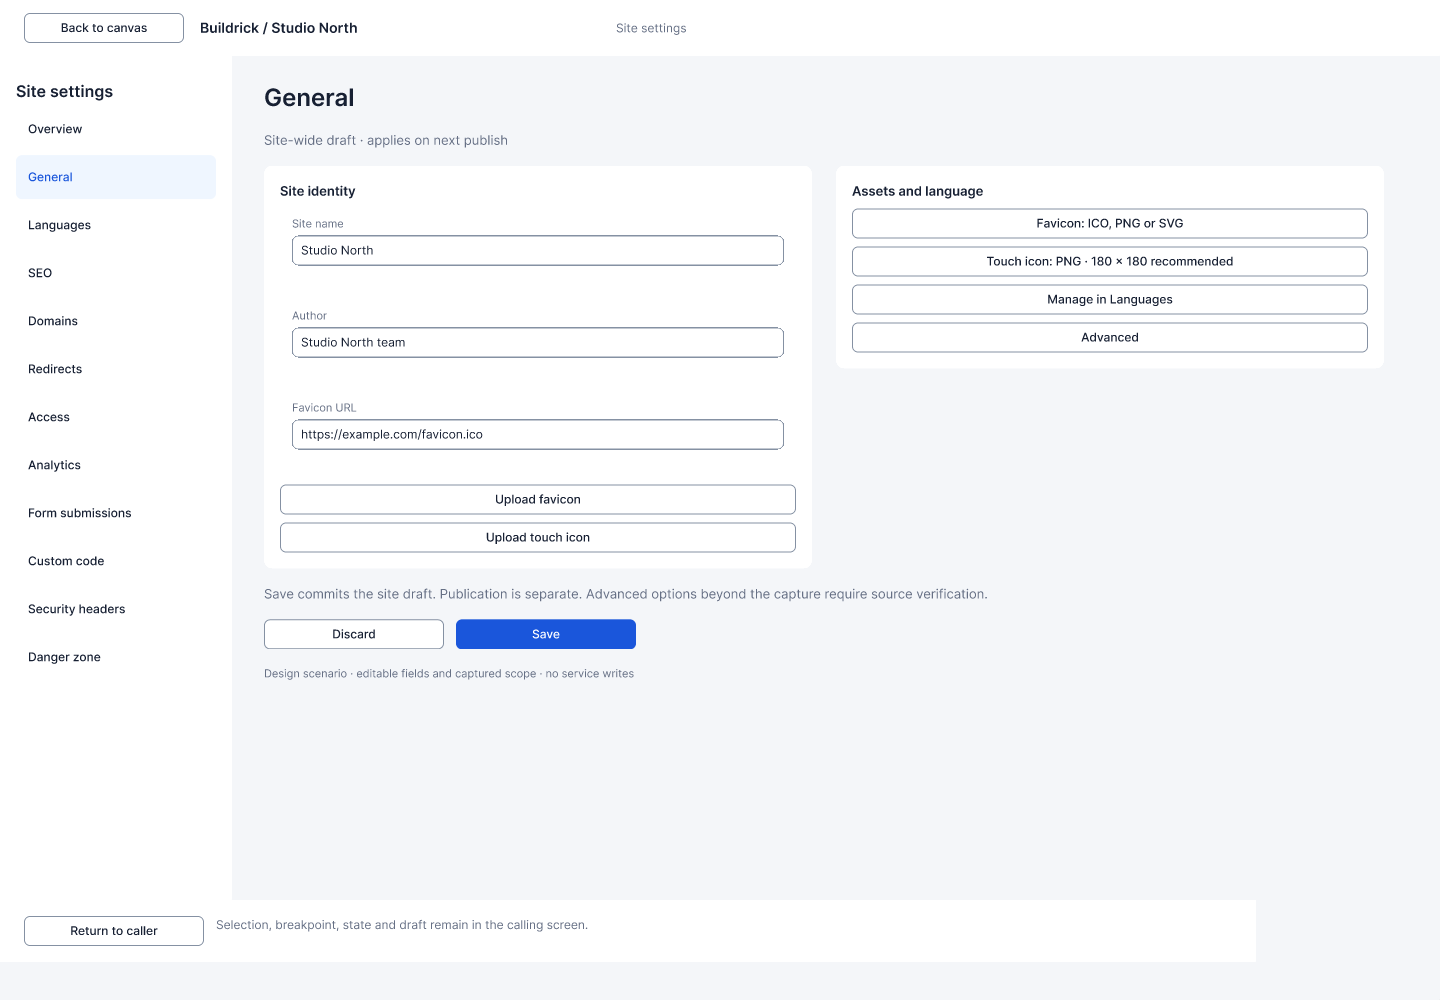 Back to canvas
Buildrick / Studio North
Site settings
Site settings
Overview
General
Languages
SEO
Domains
Redirects
Access
Analytics
Form submissions
Custom code
Security headers
Danger zone
General
Site-wide draft · applies on next publish
Site identity
Site name
Studio North
Author
Studio North team
Favicon URL
https://example.com/favicon.ico
Upload favicon
Upload touch icon
Assets and language
Favicon: ICO, PNG or SVG
Touch icon: PNG · 180 × 180 recommended
Manage in Languages
Advanced
Save commits the site draft. Publication is separate. Advanced options beyond the capture require source verification.
Discard
Save
Design scenario · editable fields and captured scope · no service writes
Return to caller
Selection, breakpoint, state and draft remain in the calling screen.